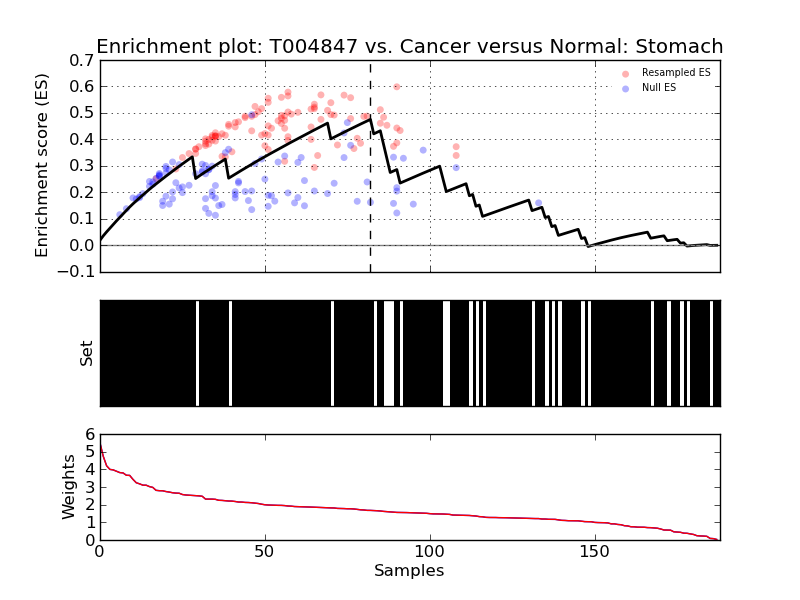 Enrichment plot: T004847 vs. Cancer versus Normal: Stomach
Enrichment score (ES)
0.7
0.6
0.5
0.4
0.3
0.2
0.1
0.0
−0.1
Resampled ES
Null ES
Set
Weights
6
5
4
3
2
1
0
0 50 100 150
Samples